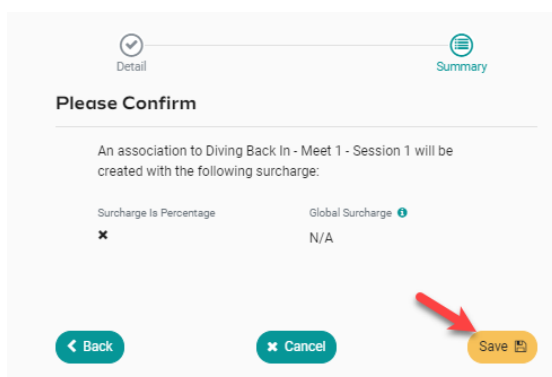 Detail
Summary
Please Confirm
An association to Diving Back In - Meet 1 - Session 1 will be
created with the following surcharge:
Surcharge Is Percentage
Global Surcharge
N/A
Back
Cancel
Save